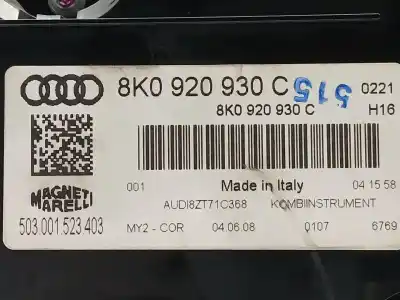 8K0 920 930 C 515 0221
8K0 920 930 C H16
001 Made in Italy 04 15 58
MAGNETI
MARELLI
AUDI8ZT71C368 KOMBIINSTRUMENT
503.001.523.403
MY2 - COR 04.06.08 0107 6769